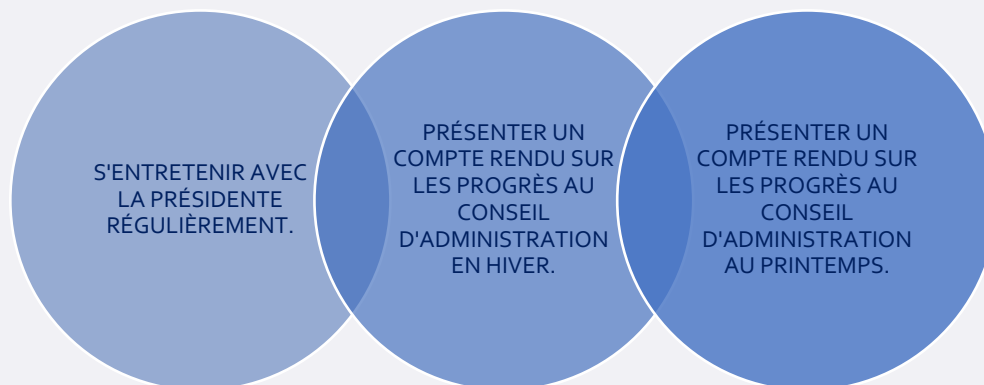 S'ENTRETENIR AVEC
LA PRÉSIDENTE
RÉGULIÈREMENT.
PRÉSENTER UN
COMPTE RENDU SUR
LES PROGRÈS AU
CONSEIL
D'ADMINISTRATION
EN HIVER.
PRÉSENTER UN
COMPTE RENDU SUR
LES PROGRÈS AU
CONSEIL
D'ADMINISTRATION
AU PRINTEMPS.